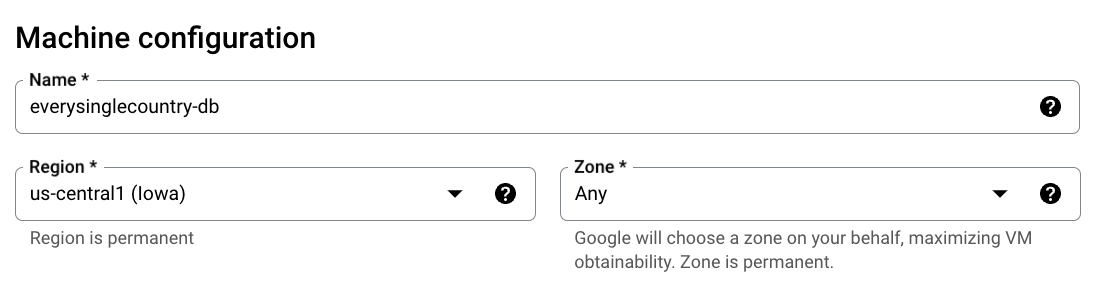 Machine configuration
Name *
everysinglecountry-db
Region *
us-central1 (Iowa)
Region is permanent
Zone *
Any
Google will choose a zone on your behalf, maximizing VM
obtainability. Zone is permanent.